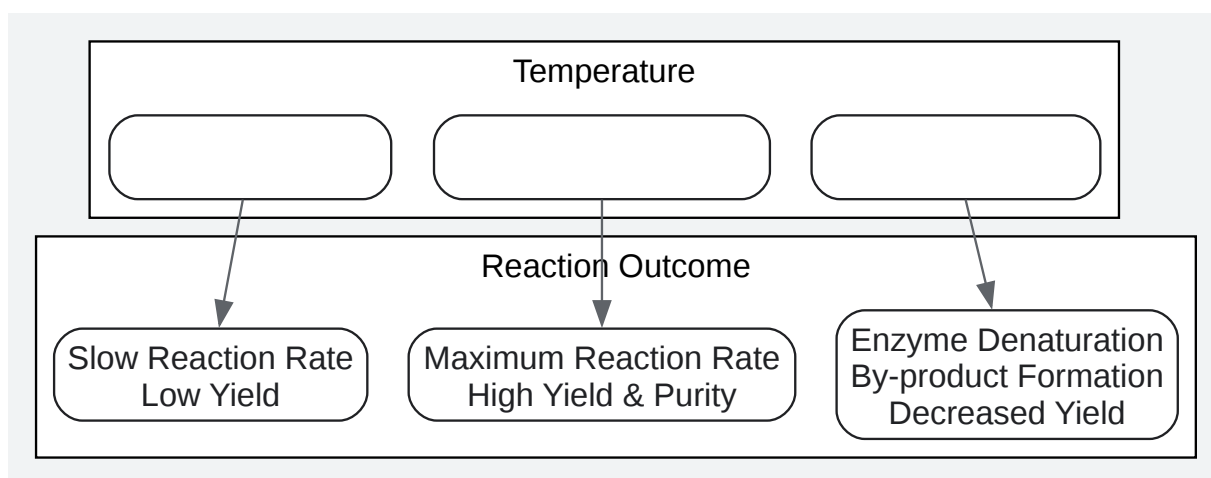 Temperature
Reaction Outcome
Slow Reaction Rate
Low Yield
Maximum Reaction Rate
High Yield & Purity
Enzyme Denaturation
By-product Formation
Decreased Yield